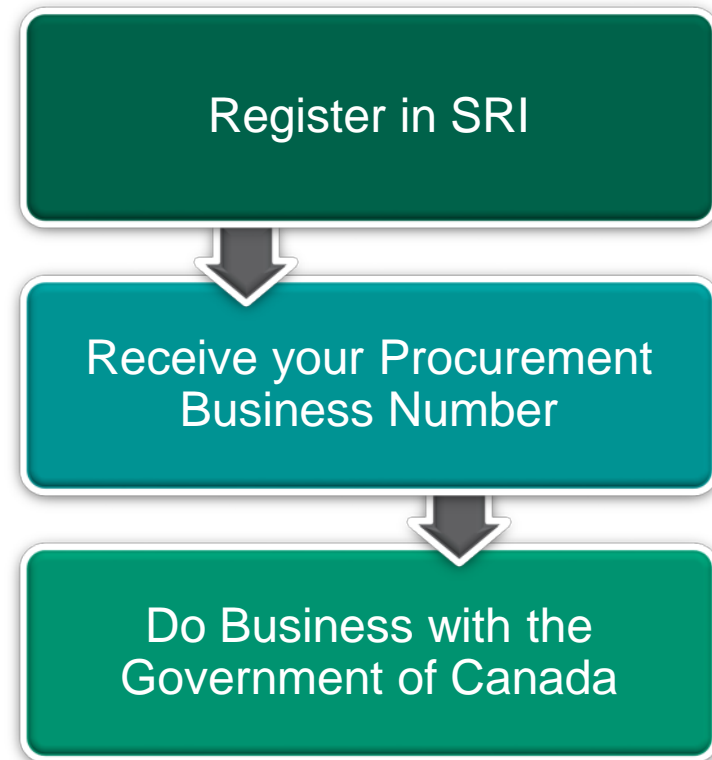 Register in SRI
Receive your Procurement
Business Number
Do Business with the
Government of Canada